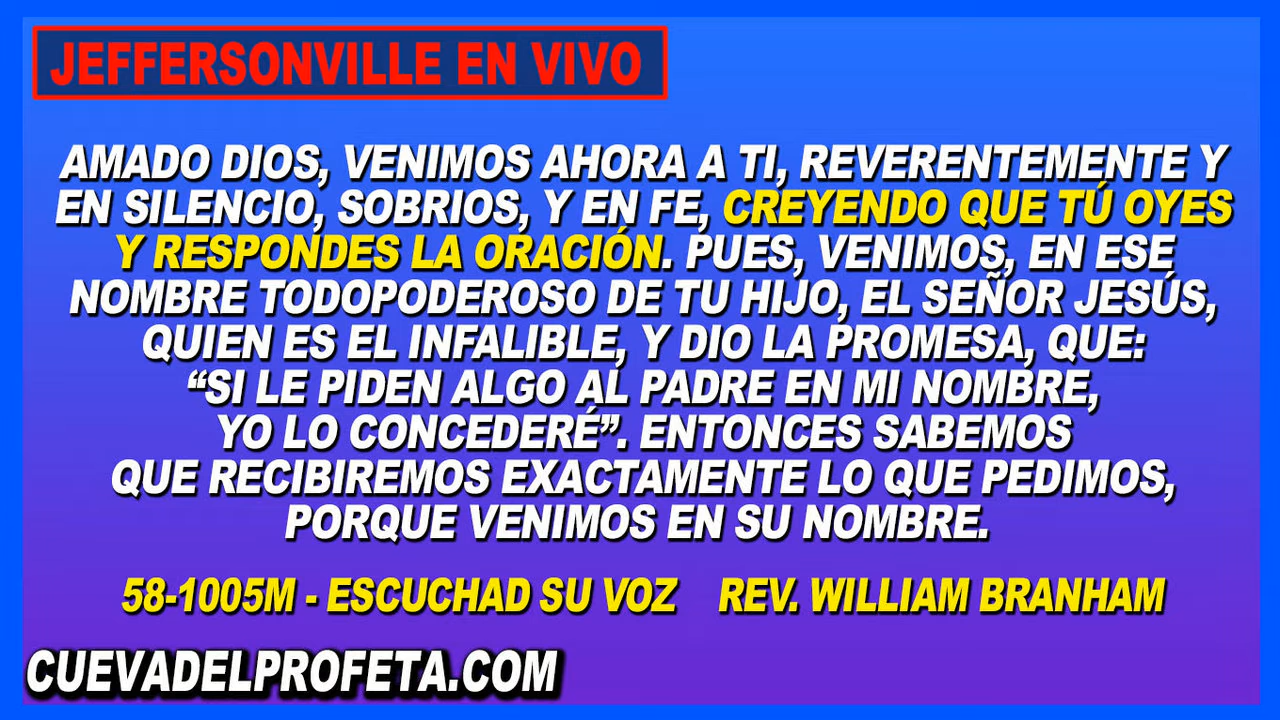 JEFFERSONVILLE EN VIVO
AMADO DIOS, VENIMOS AHORA A TI, REVERENTEMENTE Y
EN SILENCIO, SOBRIOS, Y EN FE, CREYENDO QUE TÚ OYES
Y RESPONDES LA ORACIÓN. PUES, VENIMOS, EN ESE
NOMBRE TODOPODEROSO DE TU HIJO, EL SEÑOR JESÚS,
QUIEN ES EL INFALIBLE, Y DIO LA PROMESA, QUE:
“SI LE PIDEN ALGO AL PADRE EN MI NOMBRE,
YO LO CONCEDERÉ”. ENTONCES SABEMOS
QUE RECIBIREMOS EXACTAMENTE LO QUE PEDIMOS,
PORQUE VENIMOS EN SU NOMBRE.
58-1005M - ESCUCHAD SU VOZ REV. WILLIAM BRANHAM
CUEVADELPROFETA.COM